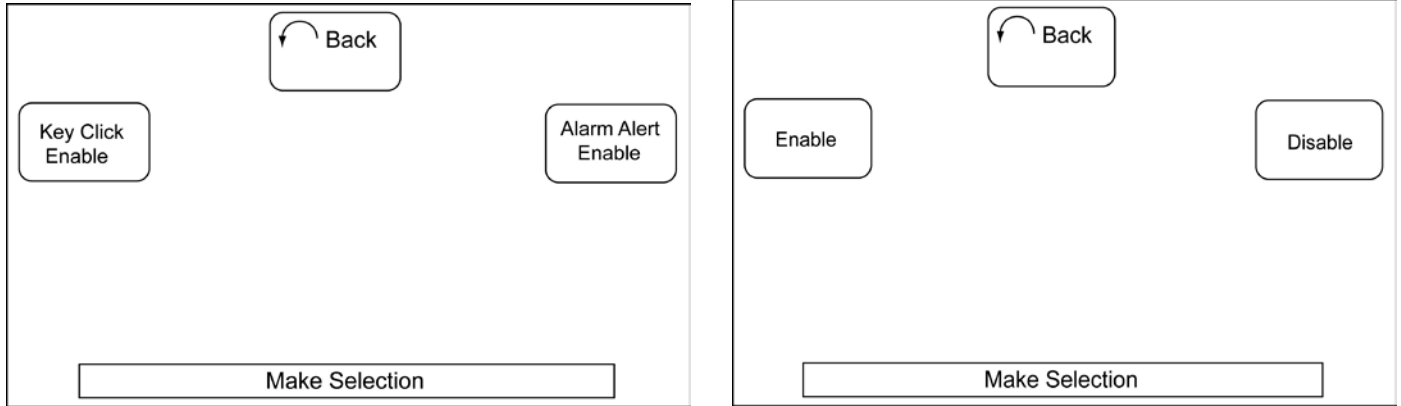 Back
Key Click
Enable
Alarm Alert
Enable
Make Selection
Back
Enable
Disable
Make Selection